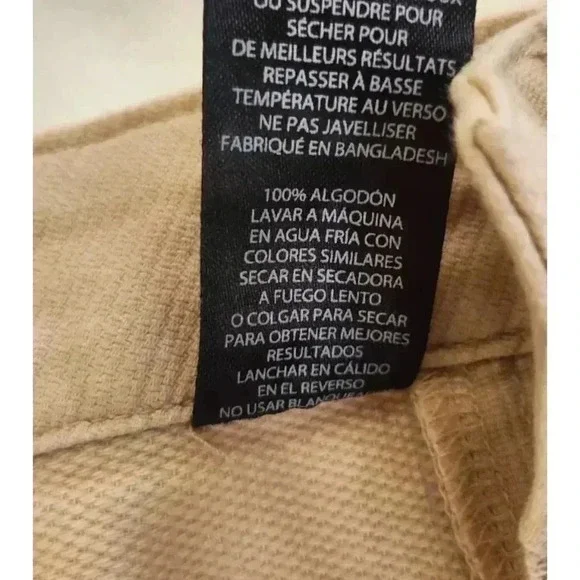 OU SUSPENDRE POUR
SÉCHER POUR
DE MEILLEURS RÉSULTATS
REPASSER À BASSE
TEMPÉRATURE AU VERSO
NE PAS JAVELLISER
FABRIQUÉ EN BANGLADESH
100% ALGODÓN
LAVAR A MÁQUINA
EN AGUA FRÍA CON
COLORES SIMILARES
SECAR EN SECADORA
A FUEGO LENTO
O COLGAR PARA SECAR
PARA OBTENER MEJORES
RESULTADOS
LANCHAR EN CÁLIDO
EN EL REVERSO
NO USAR